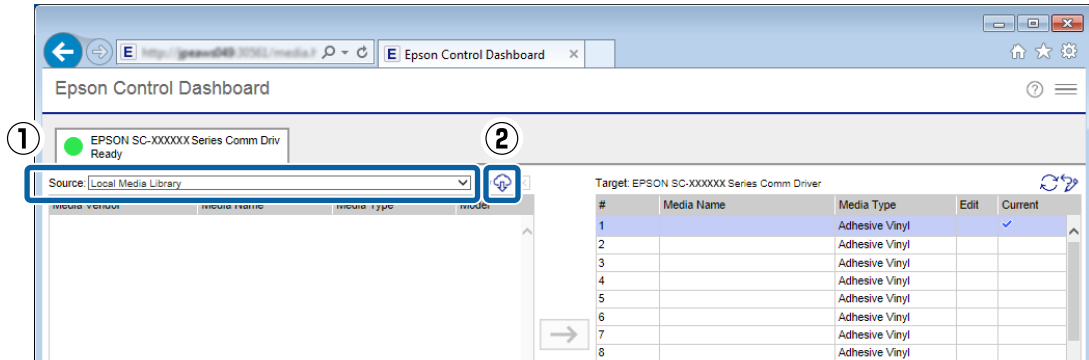 E Epson Control Dashboard
Epson Control Dashboard
① EPSON SC-XXXXXX Series Comm Driv ②
Ready
Source: Local Media Library
Media Vendor Media Name Media Type Model
Target: EPSON SC-XXXXXX Series Comm Driver
# Media Name Media Type Edit Current
1 Adhesive Vinyl
2 Adhesive Vinyl
3 Adhesive Vinyl
4 Adhesive Vinyl
5 Adhesive Vinyl
6 Adhesive Vinyl
7 Adhesive Vinyl
8 Adhesive Vinyl